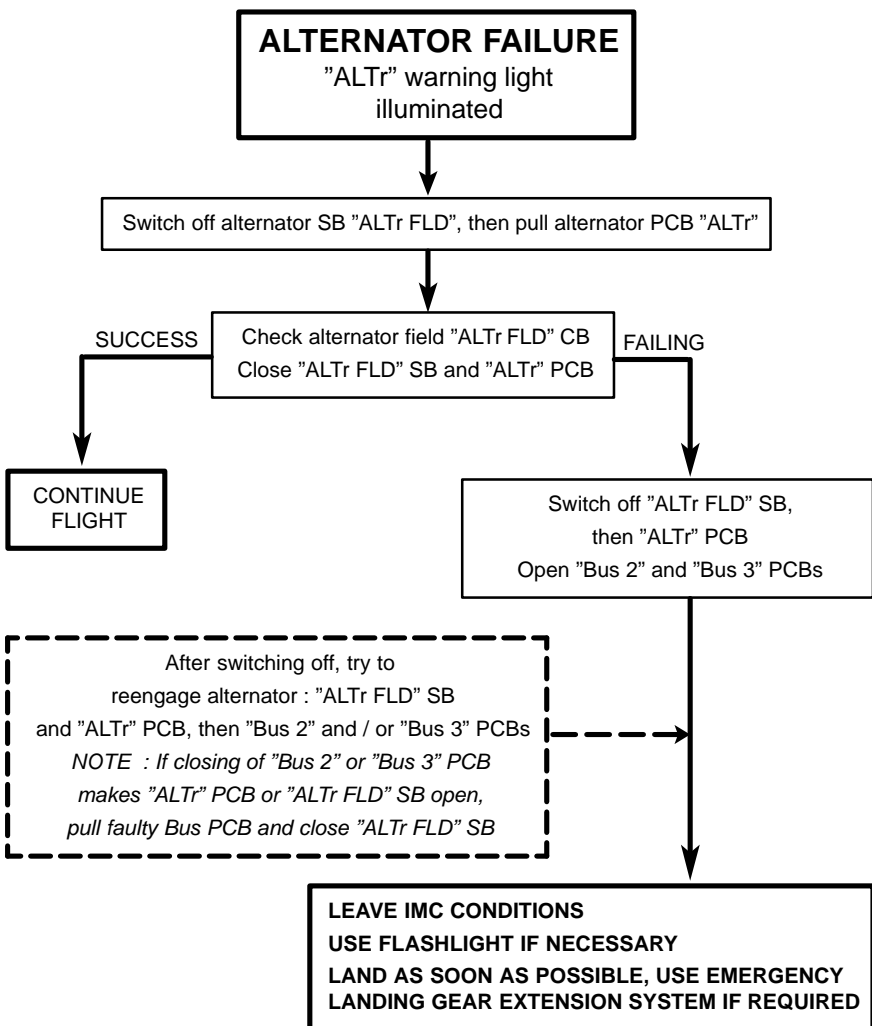 ALTERNATOR FAILURE
”ALTr” warning light
illuminated
Switch off alternator SB ”ALTr FLD”, then pull alternator PCB ”ALTr”
SUCCESS
Check alternator field ”ALTr FLD” CB
Close ”ALTr FLD” SB and ”ALTr” PCB
FAILING
CONTINUE
FLIGHT
Switch off ”ALTr FLD” SB,
then ”ALTr” PCB
Open ”Bus 2” and ”Bus 3” PCBs
After switching off, try to
reengage alternator : ”ALTr FLD” SB
and ”ALTr” PCB, then ”Bus 2” and / or ”Bus 3” PCBs
NOTE : If closing of ”Bus 2” or ”Bus 3” PCB
makes ”ALTr” PCB or ”ALTr FLD” SB open,
pull faulty Bus PCB and close ”ALTr FLD” SB
LEAVE IMC CONDITIONS
USE FLASHLIGHT IF NECESSARY
LAND AS SOON AS POSSIBLE, USE EMERGENCY
LANDING GEAR EXTENSION SYSTEM IF REQUIRED